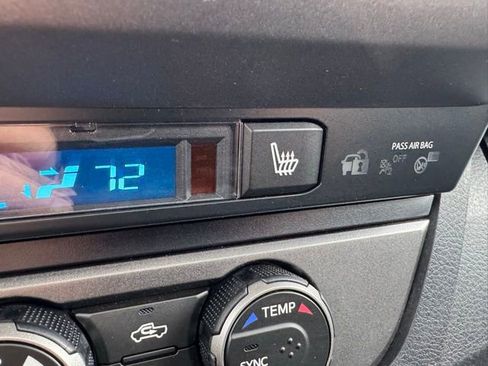 72
PASS AIR BAG
OFF
TEMP
SYNC